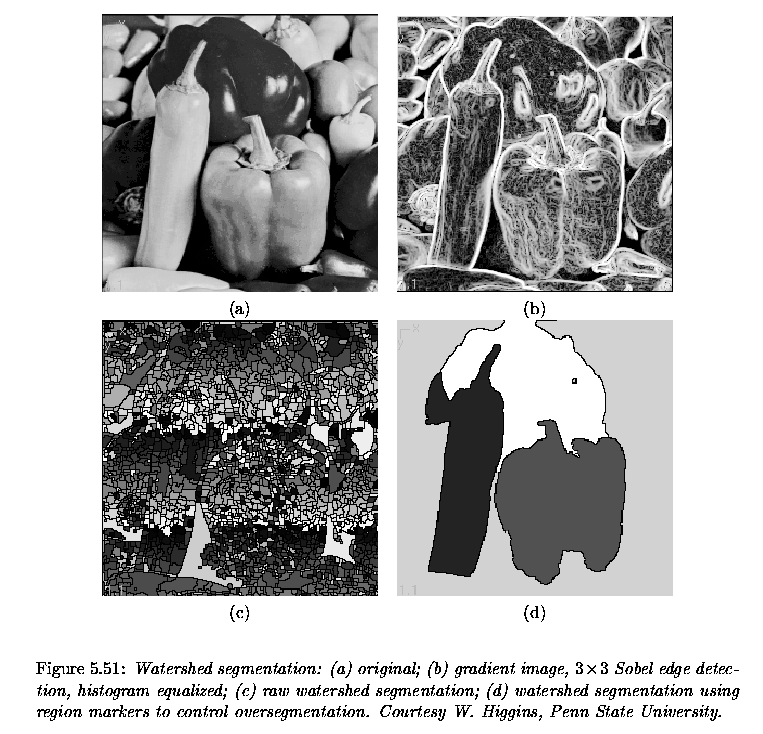 (a)
(b)
(c)
(d)
Figure 5.51: Watershed segmentation: (a) original; (b) gradient image, 3×3 Sobel edge detec-
tion, histogram equalized; (c) raw watershed segmentation; (d) watershed segmentation using
region markers to control oversegmentation. Courtesy W. Higgins, Penn State University.